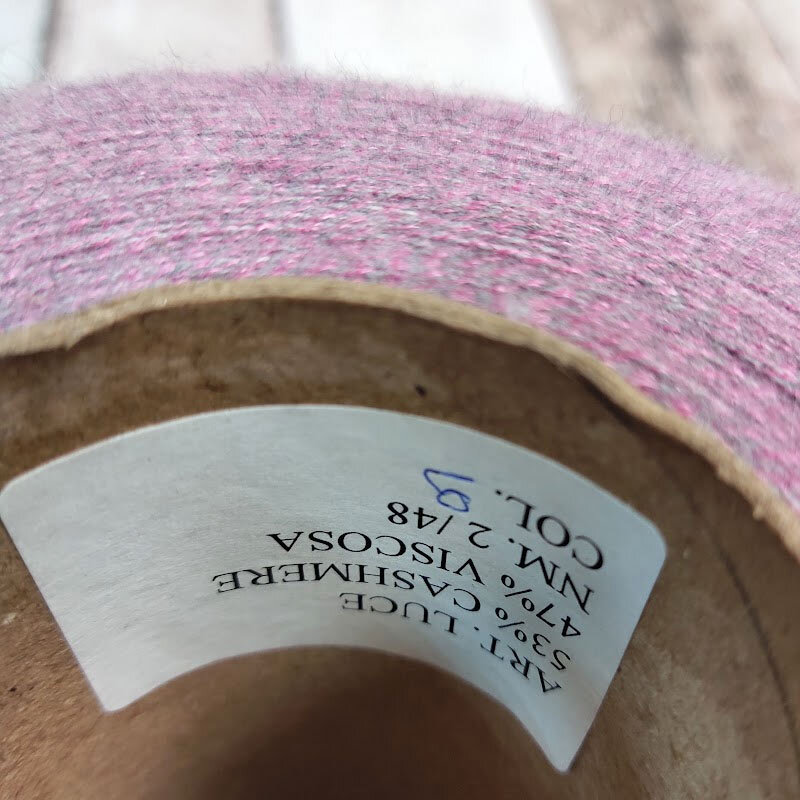 ART. LUCE
53% CASHMERE
47% VISCOSA
NM. 2/48
COL.